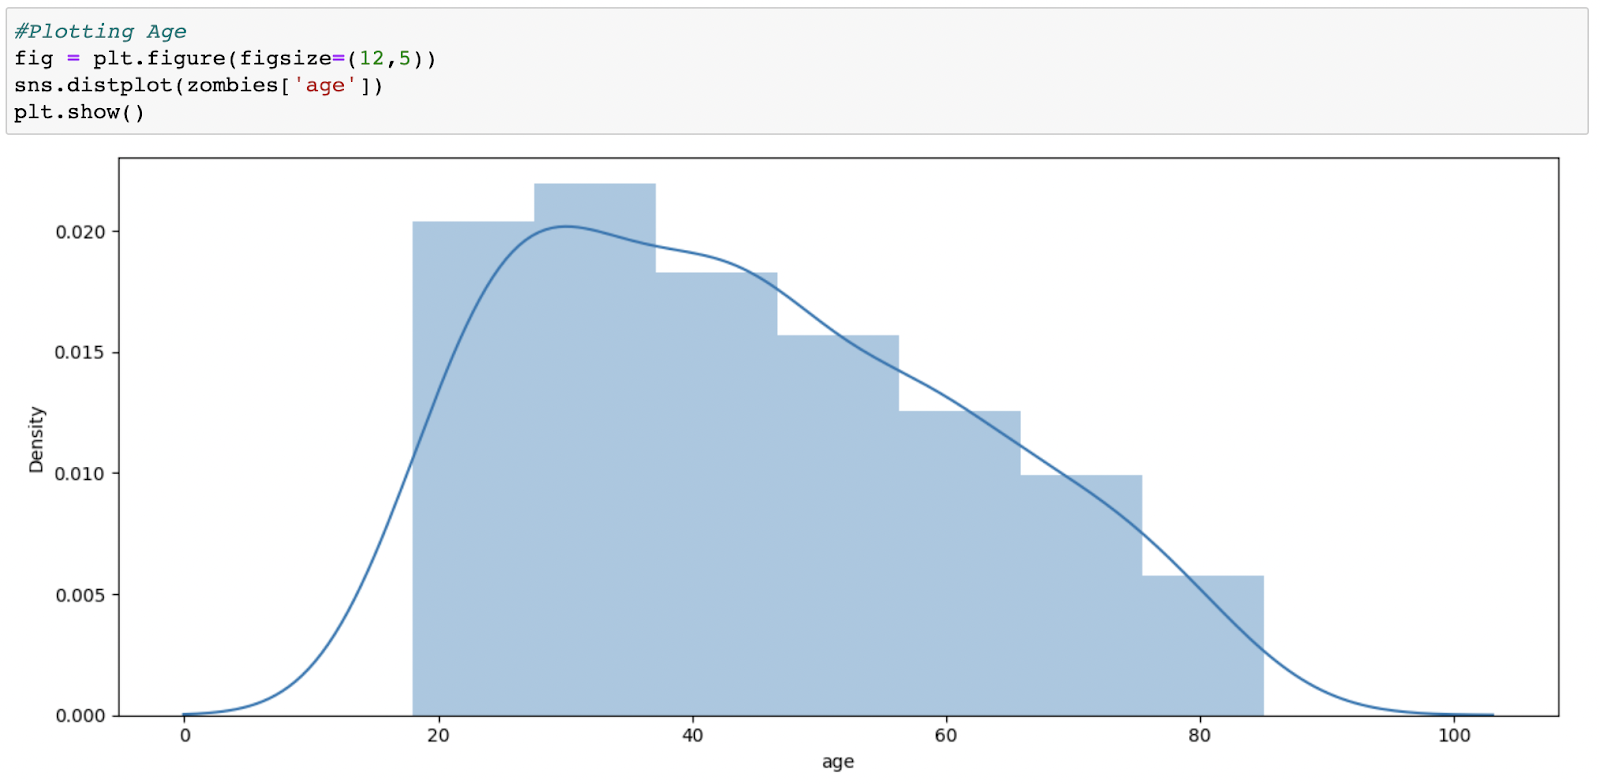 #Plotting Age
fig = plt.figure(figsize=(12,5))
sns.distplot(zombies['age'])
plt.show()
0.020
0.015
0.010
0.005
0.000
Density
0 20 40 60 80 100
age